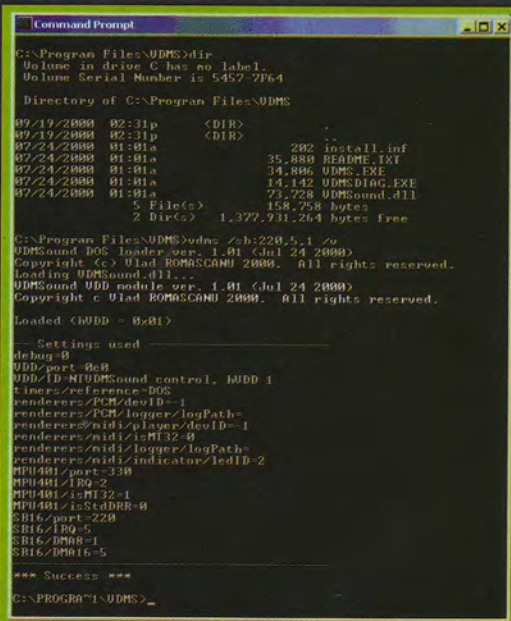 Command Prompt
C:\Program Files\VDMS>dir
Volume in drive C has no label.
Volume Serial Number is 5457-7F64
Directory of C:\Program Files\VDMS
09/19/2000 02:31p <DIR> .
09/19/2000 02:31p <DIR> ..
07/24/2000 01:01a 202 install.inf
07/24/2000 01:01a 35,880 README.TXT
07/24/2000 01:01a 34,806 VDMS.EXE
07/24/2000 01:01a 14,142 VDMSDIAG.EXE
07/24/2000 01:01a 73,728 VDMSound.dll
5 File(s) 158,758 bytes
2 Dir(s) 1,377,931,264 bytes free
C:\Program Files\VDMS>vdms /sb:220,5,1 /v
VDMSound DOS loader ver. 1.01 (Jul 24 2000)
Copyright (c) Vlad ROMASCANU 2000. All rights reserved.
Loading VDMSound.dll...
VDMSound VDD module ver. 1.01 (Jul 24 2000)
Copyright c Vlad ROMASCANU 2000. All rights reserved.
Loaded (hVDD = 0x01)
-- Settings used --
debug=0
VDD/port=0e0
VDD/ID=NTVDMSound control, hVDD 1
timers/reference=DOS
renderers/PCM/devID=-1
renderers/PCM/logger/logPath=
renderers/midi/player/devID=-1
renderers/midi/isMT32=0
renderers/midi/logger/logPath=
renderers/midi/indicator/ledID=2
MPU401/port=330
MPU401/IRQ=2
MPU401/isMT32=1
MPU401/isStdDRR=0
SB16/port=220
SB16/IRQ=5
SB16/DMA8=1
SB16/DMA16=5
*** Success ***
C:\PROGRA~1\VDMS>_